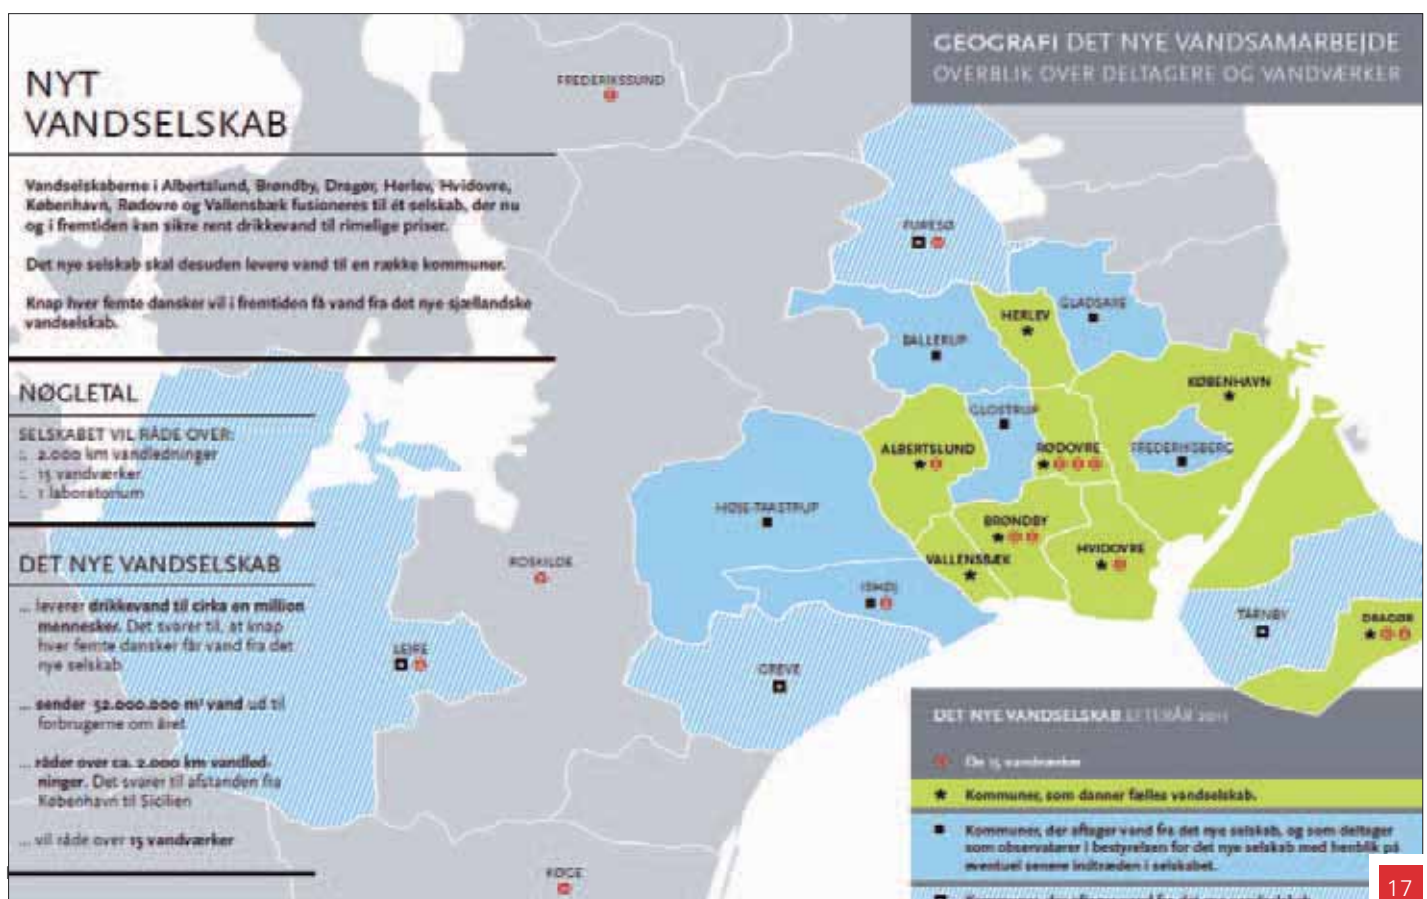 NYT
VANDSELSKAB
Vandselskaberne i Albertslund, Brøndby, Dragør, Herlev, Hvidovre,
København, Rødovre og Vallensbæk fusioneres til ét selskab, der nu
og i fremtiden kan sikre rent drikkevand til rimelige priser.
Det nye selskab skal desuden levere vand til en række kommuner.
Knap hver femte dansker vil i fremtiden få vand fra det nye sjællandske
vandselskab.
NØGLETAL
SELSKABET VIL RÅDE OVER:
:. 2.000 km vandledninger
:. 15 vandværker
:. 1 laboratorium
DET NYE VANDSELSKAB
... leverer drikkevand til cirka en million
mennesker. Det svarer til, at knap
hver femte dansker får vand fra det
nye selskab
... sender 52.000.000 m³ vand ud til
forbrugerne om året
... råder over ca. 2.000 km vandled-
ninger. Det svarer til afstanden fra
København til Sicilien
... vil råde over 15 vandværker
GEOGRAFI DET NYE VANDSAMARBEJDE
OVERBLIK OVER DELTAGERE OG VANDVÆRKER
FREDERIKSSUND
FURESØ
GLADSAXE
HERLEV
BALLERUP
KØBENHAVN
GLOSTRUP
ALBERTSLUND
RØDOVRE
FREDERIKSBERG
HØJE-TAASTRUP
BRØNDBY
HVIDOVRE
VALLENSBÆK
ROSKILDE
ISHØJ
TÅRNBY
DRAGØR
LEJRE
GREVE
KØGE
DET NYE VANDSELSKAB EFTERÅR 2011
De 15 vandværker
Kommuner, som danner fælles vandselskab.
Kommuner, der aftager vand fra det nye selskab, og som deltager
som observatører i bestyrelsen for det nye selskab med henblik på
eventuel senere indtræden i selskabet.
17